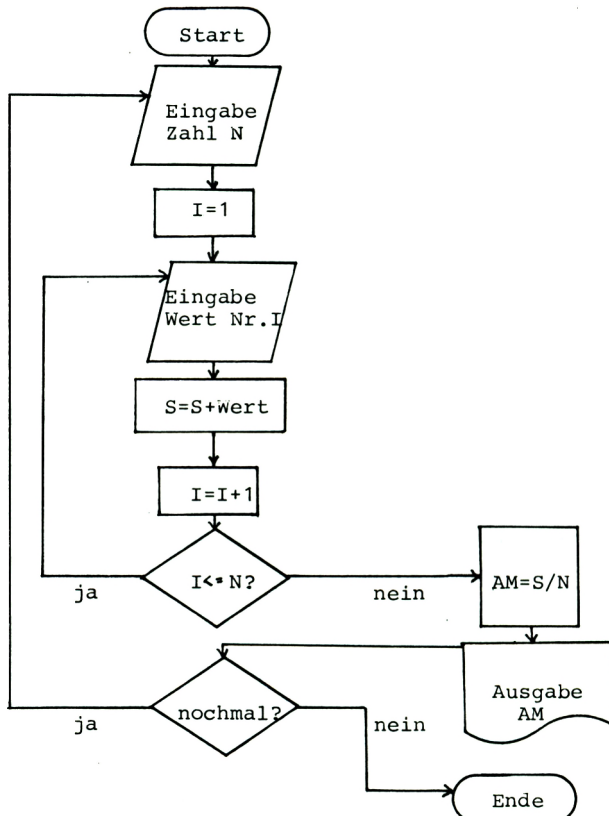 Start
Eingabe
Zahl N
I=1
Eingabe
Wert Nr.I
S=S+Wert
I=I+1
I<=N?
ja
nein
AM=S/N
Ausgabe
AM
nochmal?
ja
nein
Ende